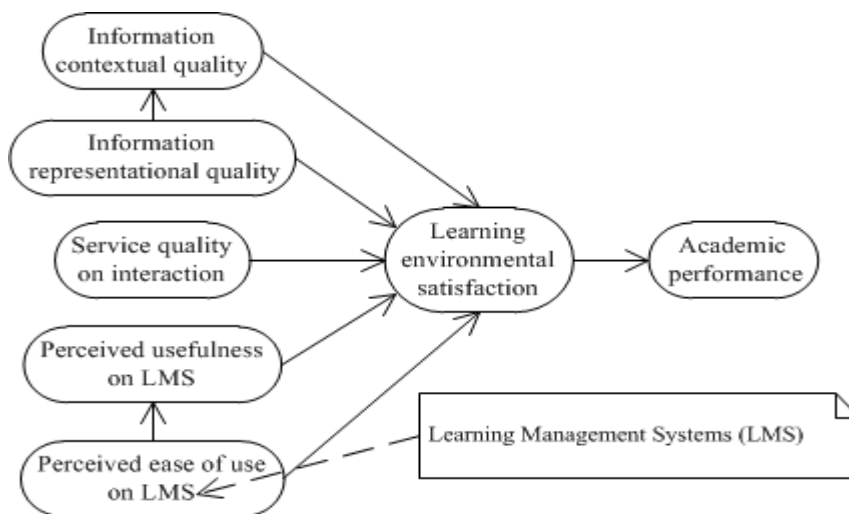 Information
contextual quality
Information
representational quality
Service quality
on interaction
Learning
environmental
satisfaction
Academic
performance
Perceived usefulness
on LMS
Perceived ease of use
on LMS
Learning Management Systems (LMS)